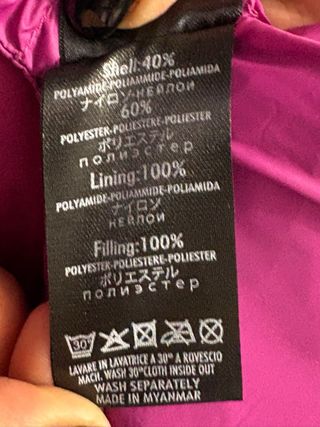 Shell:40%
POLYAMIDE-POLIAMMIDE-POLIAMIDA
ナイロン-НЕЙЛОН
60%
POLYESTER-POLIESTERE-POLIESTER
ポリエステル
полиэстер
Lining:100%
POLYAMIDE-POLIAMMIDE-POLIAMIDA
ナイロン
НЕЙЛОН
Filling:100%
POLYESTER-POLIESTERE-POLIESTER
ポリエステル
полиэстер
30°
LAVARE IN LAVATRICE A 30° A ROVESCIO
MACH. WASH 30°CLOTH INSIDE OUT
WASH SEPARATELY
MADE IN MYANMAR